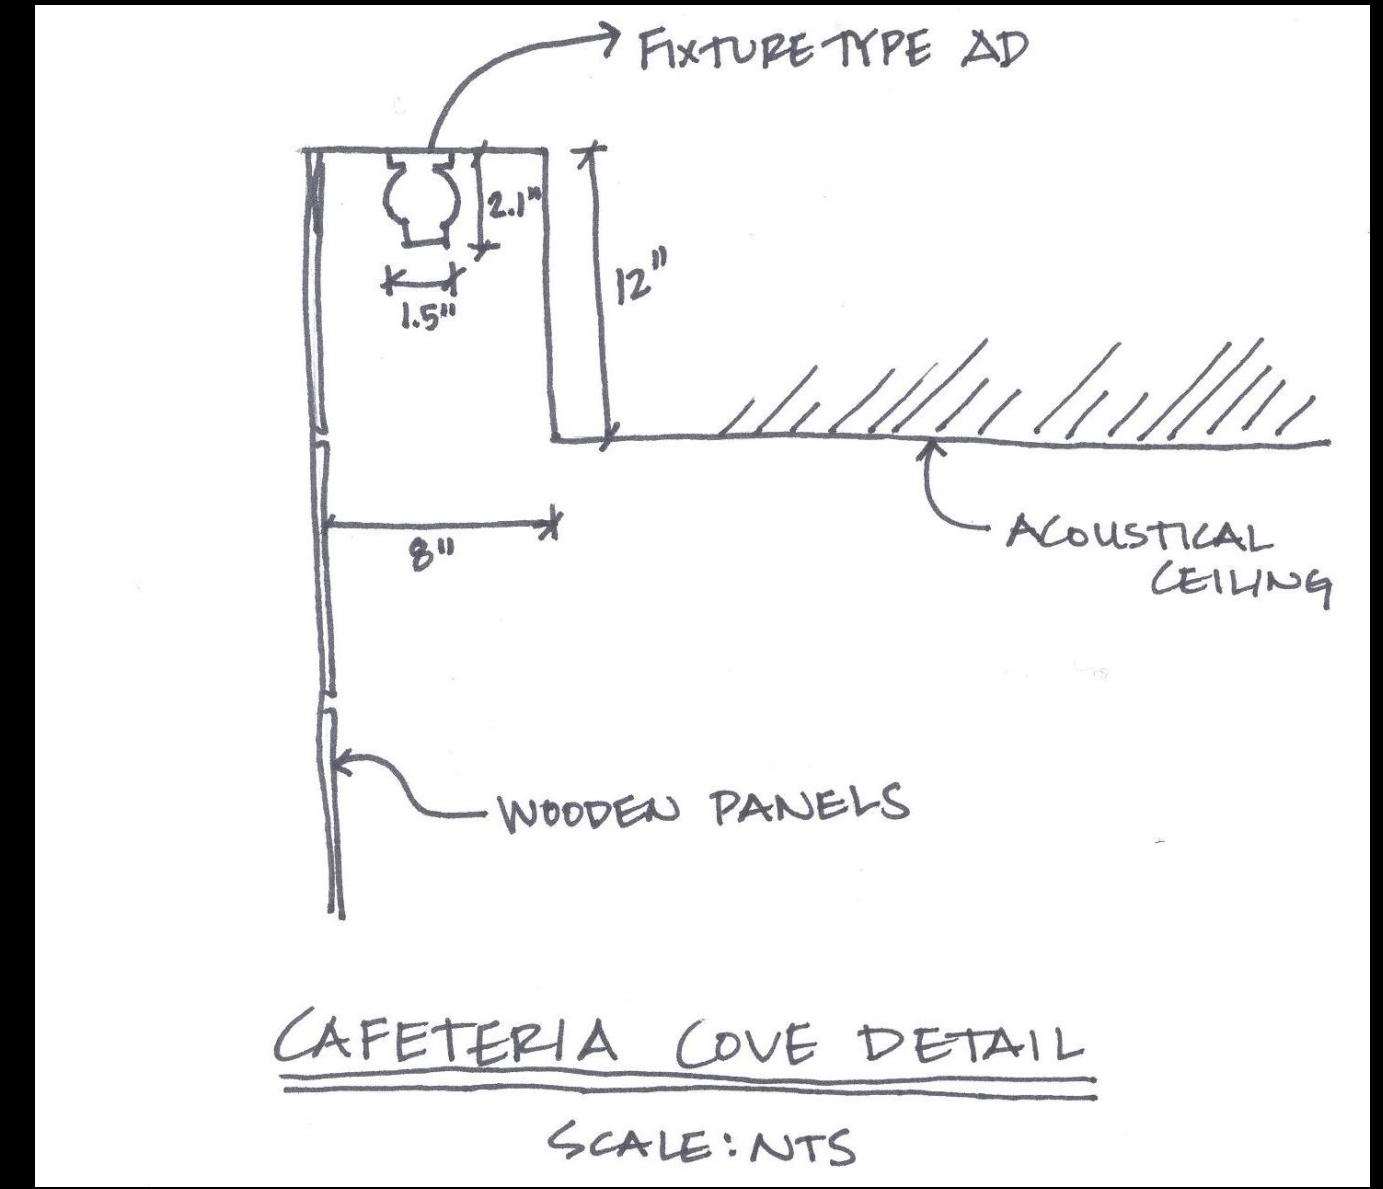 FIXTURE TYPE AD
2.1"
12"
1.5"
8"
ACOUSTICAL
CEILING
WOODEN PANELS
CAFETERIA COVE DETAIL
SCALE: NTS